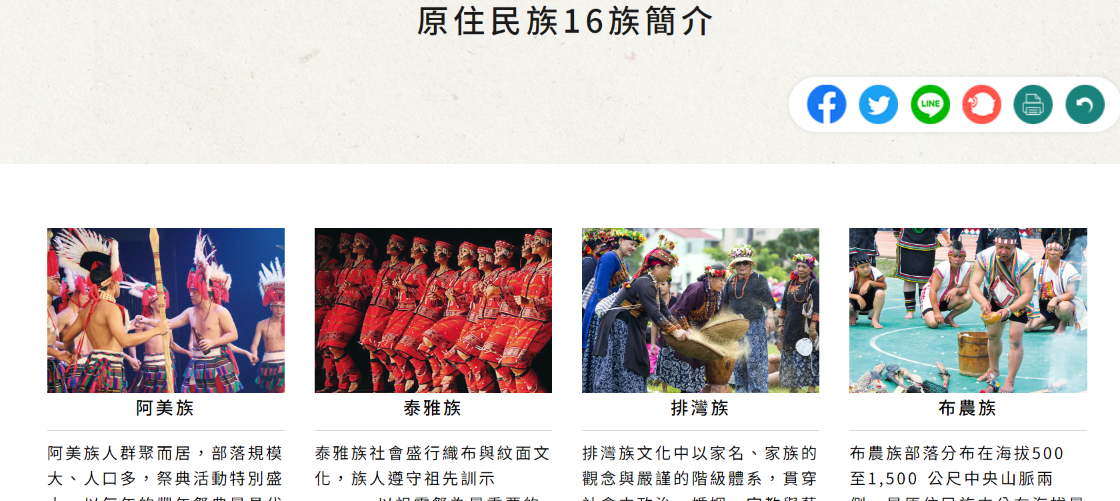 原住民族16族簡介
LINE
阿美族
泰雅族
排灣族
布農族
阿美族人群聚而居，部落規模
大、人口多，祭典活動特別盛
泰雅族社會盛行織布與紋面文
化，族人遵守祖先訓示
排灣族文化中以家名、家族的
觀念與嚴謹的階級體系，貫穿
布農族部落分布在海拔500
至1,500 公尺中央山脈兩